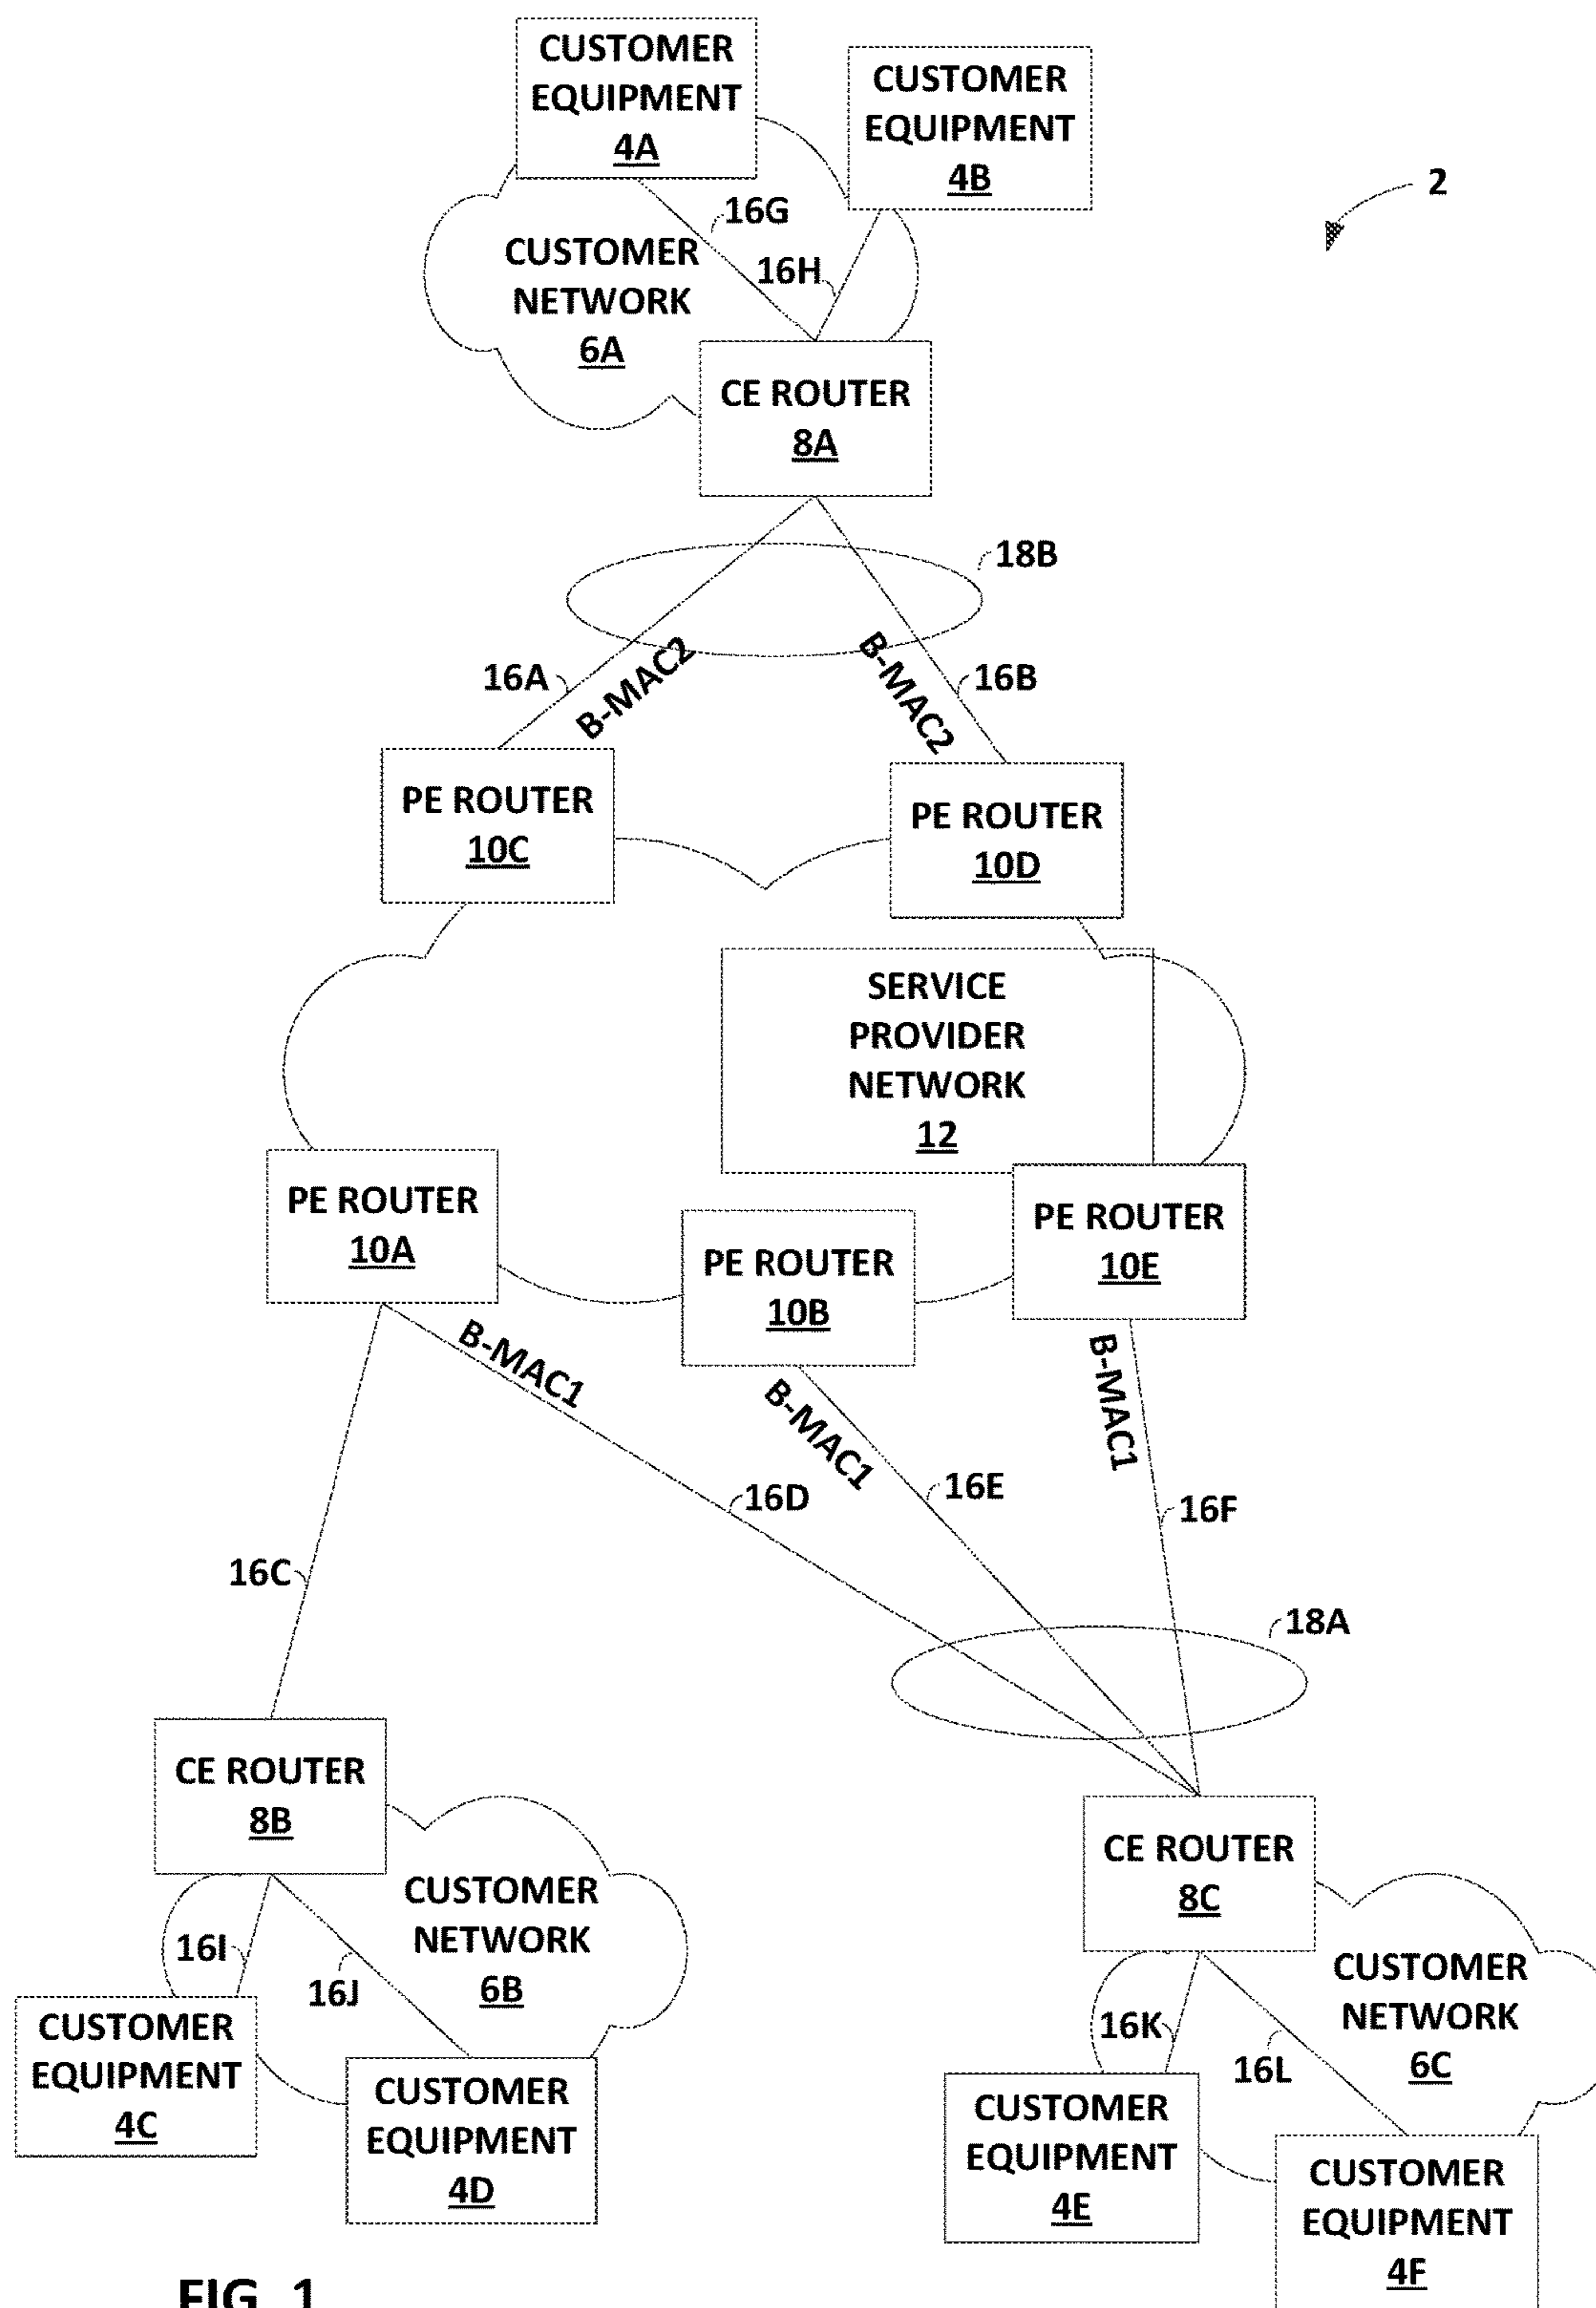 CUSTOMER
EQUIPMENT
4A
CUSTOMER
EQUIPMENT
4B
2
16G
16H
CUSTOMER
NETWORK
6A
CE ROUTER
8A
18B
16A
B-MAC2
B-MAC2
16B
PE ROUTER
10C
PE ROUTER
10D
SERVICE
PROVIDER
NETWORK
12
PE ROUTER
10A
PE ROUTER
10B
PE ROUTER
10E
B-MAC1
B-MAC1
B-MAC1
16D
16E
16F
16C
18A
CE ROUTER
8B
CUSTOMER
NETWORK
6B
16I
16J
CUSTOMER
EQUIPMENT
4C
CUSTOMER
EQUIPMENT
4D
CE ROUTER
8C
CUSTOMER
NETWORK
6C
16K
16L
CUSTOMER
EQUIPMENT
4E
CUSTOMER
EQUIPMENT
4F
FIG. 1